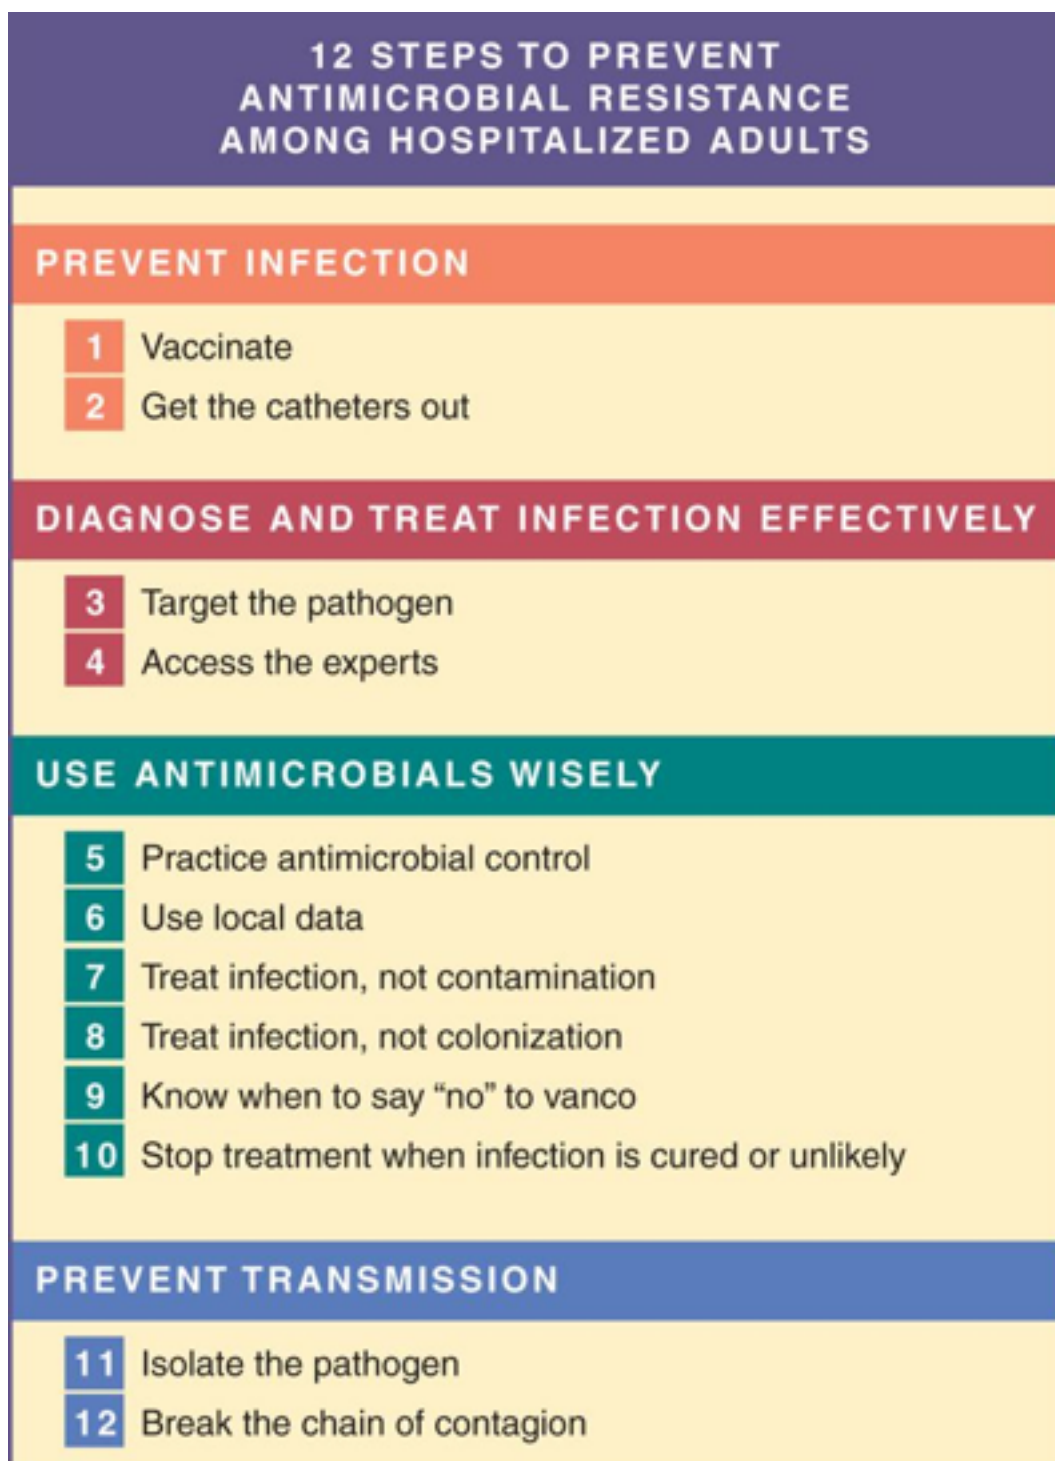 12 STEPS TO PREVENT
ANTIMICROBIAL RESISTANCE
AMONG HOSPITALIZED ADULTS
PREVENT INFECTION
1 Vaccinate
2 Get the catheters out
DIAGNOSE AND TREAT INFECTION EFFECTIVELY
3 Target the pathogen
4 Access the experts
USE ANTIMICROBIALS WISELY
5 Practice antimicrobial control
6 Use local data
7 Treat infection, not contamination
8 Treat infection, not colonization
9 Know when to say “no” to vanco
10 Stop treatment when infection is cured or unlikely
PREVENT TRANSMISSION
11 Isolate the pathogen
12 Break the chain of contagion